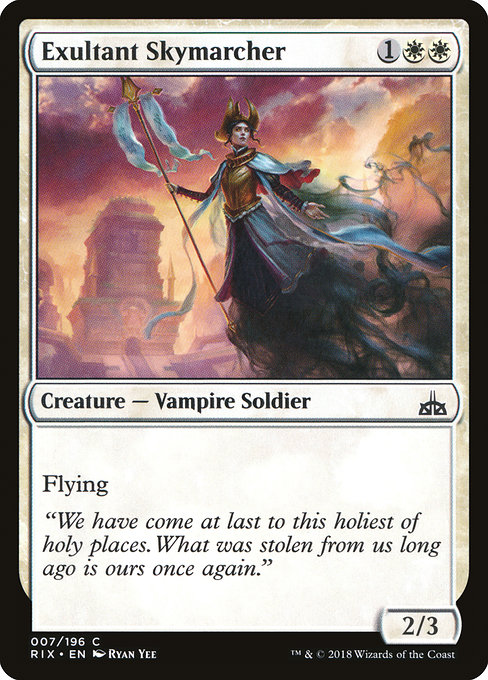 Exultant Skymarcher 1
Creature — Vampire Soldier
Flying
“We have come at last to this holiest of
holy places. What was stolen from us long
ago is ours once again.”
2/3
007/196 C
RIX • EN Ryan Yee
™ & © 2018 Wizards of the Coast